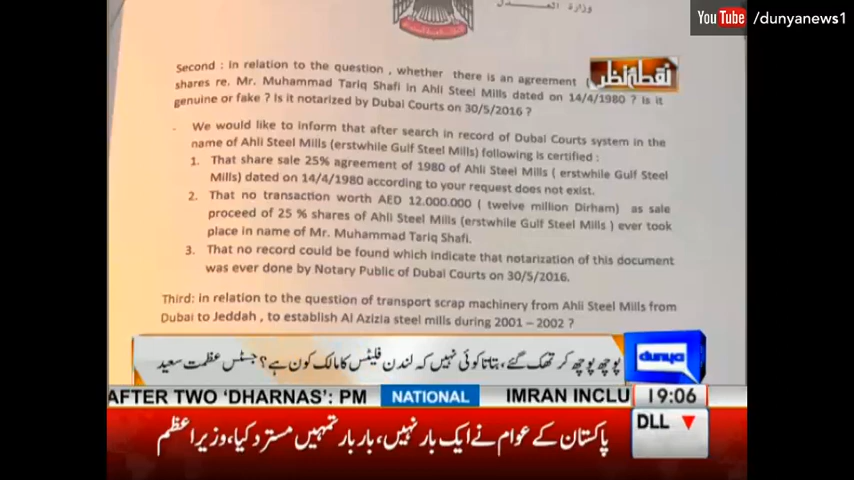 YouTube /dunyanews1
وزارة العدل
Second : In relation to the question , whether there is an agreement (
نقطۂ نظر
shares re. Mr. Muhammad Tariq Shafi in Ahli Steel Mills dated on 14/4/1980 ? Is it
genuine or fake ? Is it notarized by Dubai Courts on 30/5/2016 ?
We would like to inform that after search in record of Dubai Courts system in the
name of Ahli Steel Mills (erstwhile Gulf Steel Mills) following is certified :
1. That share sale 25% agreement of 1980 of Ahli Steel Mills ( erstwhile Gulf Steel
Mills) dated on 14/4/1980 according to your request does not exist.
2. That no transaction worth AED 12.000.000 ( twelve million Dirham) as sale
proceed of 25 % shares of Ahli Steel Mills (erstwhile Gulf Steel Mills ) ever took
place in name of Mr. Muhammad Tariq Shafi.
3. That no record could be found which indicate that notarization of this document
was ever done by Notary Public of Dubai Courts on 30/5/2016.
Third: in relation to the question of transport scrap machinery from Ahli Steel Mills from
Dubai to Jeddah , to establish Al Azizia steel mills during 2001 – 2002 ?
پوچھ پوچھ کر تھک گئے، بتاتا کوئی نہیں کہ لندن فلیٹس کا مالک کون ہے؟ جسٹس عظمت سعید
dunya
AFTER TWO 'DHARNAS': PM NATIONAL IMRAN INCLU 19:06
DLL
پاکستان کے عوام نے ایک بار نہیں، بار بار تمہیں مسترد کیا، وزیراعظم